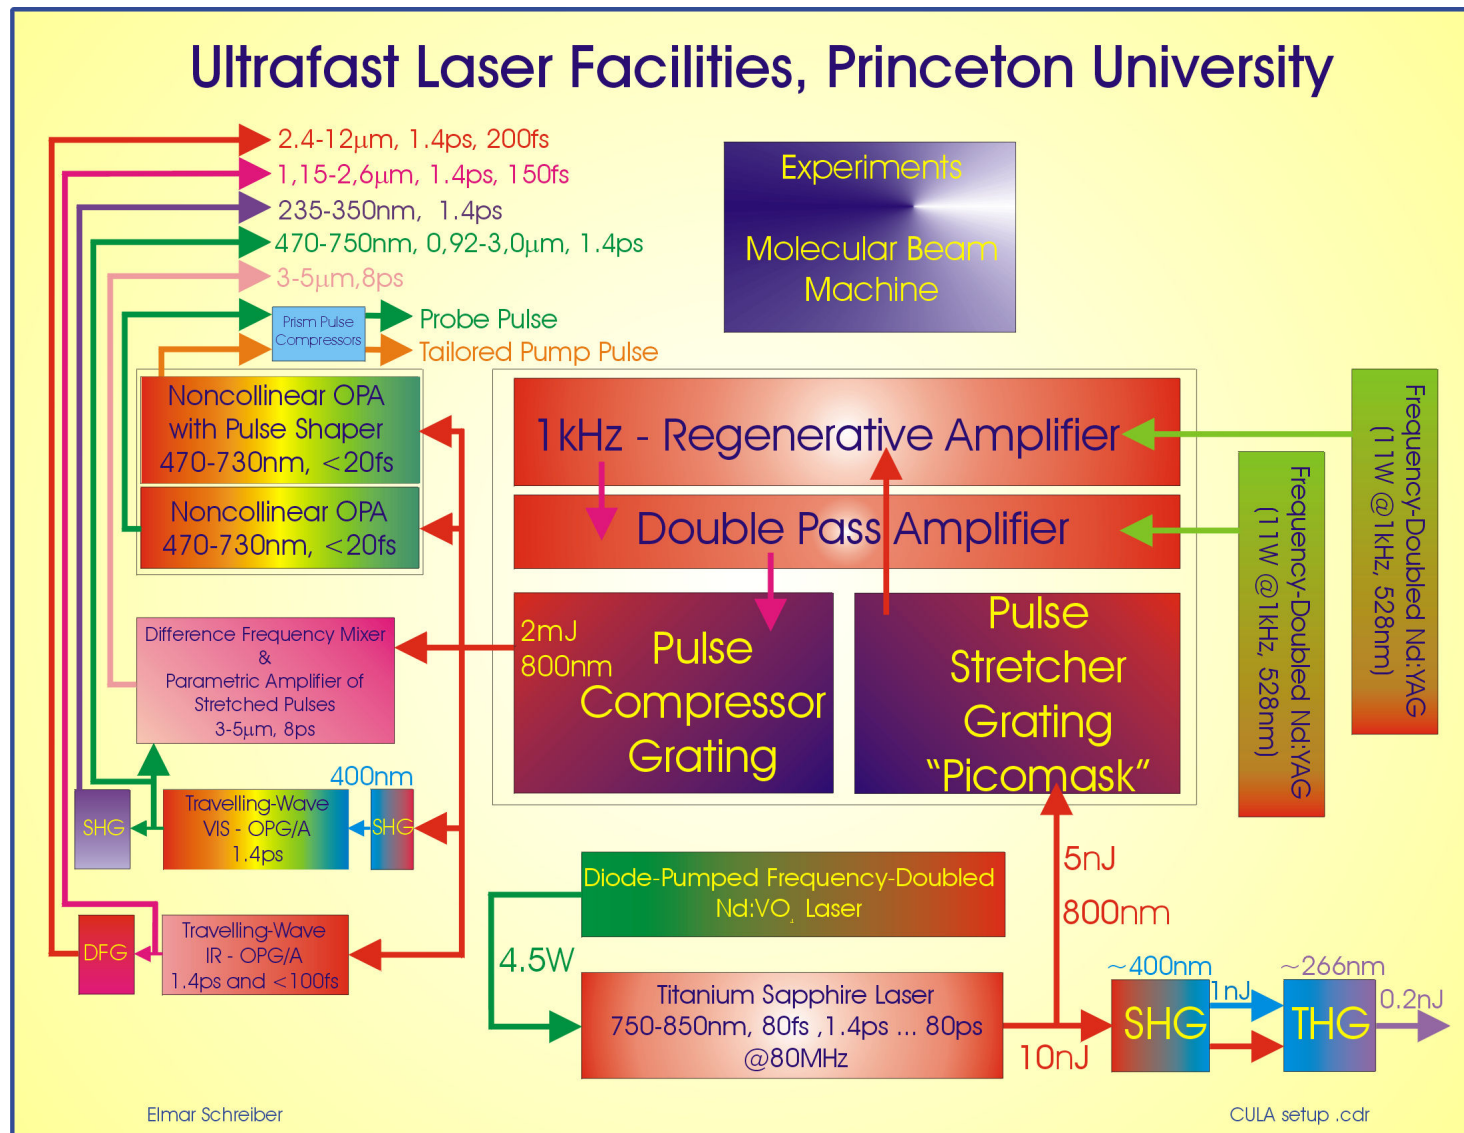 Ultrafast Laser Facilities, Princeton University
2.4-12µm, 1.4ps, 200fs
1,15-2,6µm, 1.4ps, 150fs
235-350nm, 1.4ps
470-750nm, 0,92-3,0µm, 1.4ps
3-5µm,8ps
Prism Pulse
Compressors
Probe Pulse
Tailored Pump Pulse
Experiments
Molecular Beam
Machine
Noncollinear OPA
with Pulse Shaper
470-730nm, <20fs
Noncollinear OPA
470-730nm, <20fs
1kHz - Regenerative Amplifier
Double Pass Amplifier
Frequency-Doubled Nd:YAG
(11W @1kHz, 528nm)
Frequency-Doubled Nd:YAG
(11W @1kHz, 528nm)
Difference Frequency Mixer
&
Parametric Amplifier of
Stretched Pulses
3-5µm, 8ps
2mJ
800nm
Pulse
Compressor
Grating
Pulse
Stretcher
Grating
“Picomask“
400nm
SHG
Travelling-Wave
VIS - OPG/A
1.4ps
SHG
DFG
Travelling-Wave
IR - OPG/A
1.4ps and <100fs
Diode-Pumped Frequency-Doubled
Nd:VO4 Laser
4.5W
Titanium Sapphire Laser
750-850nm, 80fs ,1.4ps ... 80ps
@80MHz
5nJ
800nm
10nJ
~400nm
SHG
1nJ
~266nm
THG
0.2nJ
Elmar Schreiber
CULA setup .cdr